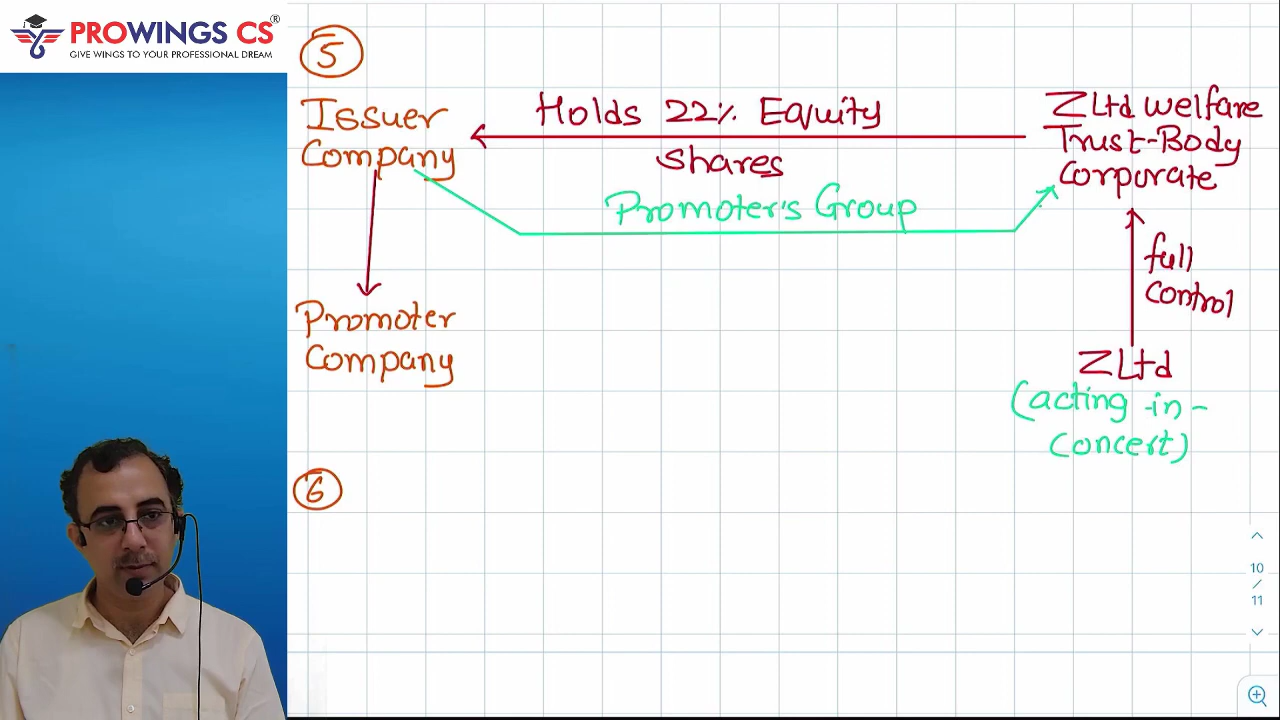 PROWINGS CS®
GIVE WINGS TO YOUR PROFESSIONAL DREAM
5
Issuer
Company
Holds 22% Equity
Shares
Z Ltd welfare
Trust-Body
Corporate
Promoter's Group
full
control
Promoter
Company
Z Ltd
(acting-in-
concert)
6
10
/
11